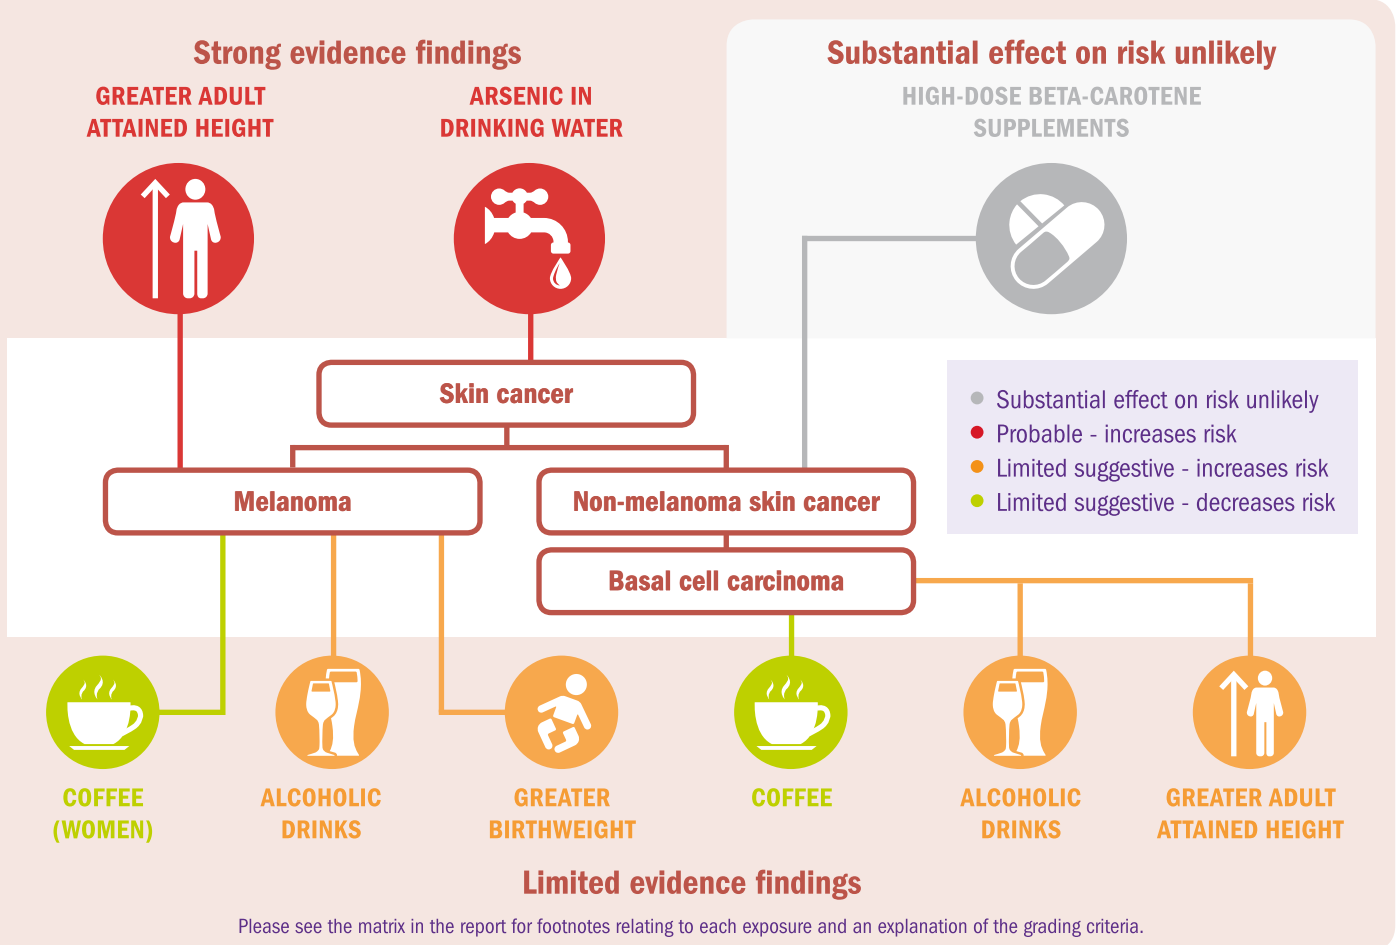 Strong evidence findings
GREATER ADULT
ATTAINED HEIGHT
ARSENIC IN
DRINKING WATER
Substantial effect on risk unlikely
HIGH-DOSE BETA-CAROTENE
SUPPLEMENTS
Skin cancer
Melanoma
Non-melanoma skin cancer
Basal cell carcinoma
Substantial effect on risk unlikely
Probable - increases risk
Limited suggestive - increases risk
Limited suggestive - decreases risk
COFFEE
(WOMEN)
ALCOHOLIC
DRINKS
GREATER
BIRTHWEIGHT
COFFEE
ALCOHOLIC
DRINKS
GREATER ADULT
ATTAINED HEIGHT
Limited evidence findings
Please see the matrix in the report for footnotes relating to each exposure and an explanation of the grading criteria.